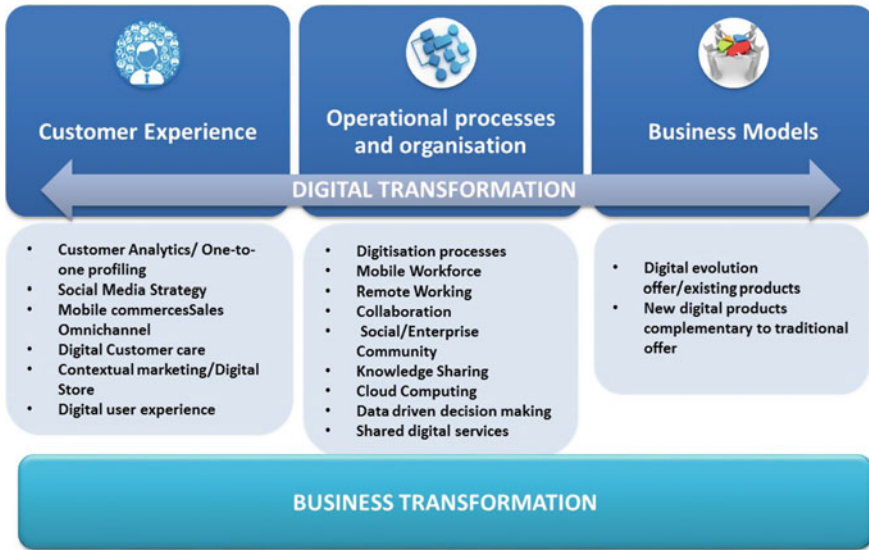 Customer Experience
Operational processes
and organisation
Business Models
DIGITAL TRANSFORMATION
• Customer Analytics/ One-to-
one profiling
• Social Media Strategy
• Mobile commercesSales
Omnichannel
• Digital Customer care
• Contextual marketing/Digital
Store
• Digital user experience
• Digitisation processes
• Mobile Workforce
• Remote Working
• Collaboration
• Social/Enterprise
Community
• Knowledge Sharing
• Cloud Computing
• Data driven decision making
• Shared digital services
• Digital evolution
offer/existing products
• New digital products
complementary to traditional
offer
BUSINESS TRANSFORMATION